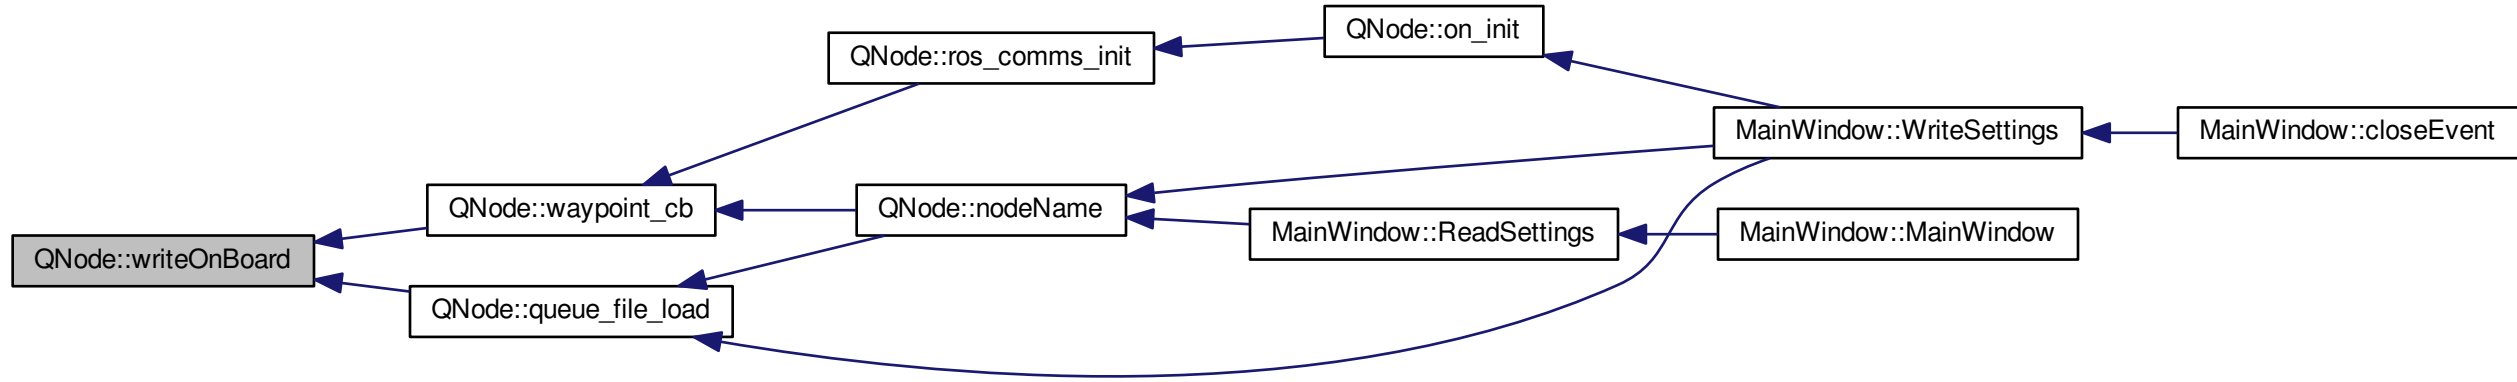 QNode::on_init
QNode::ros_comms_init
MainWindow::WriteSettings
MainWindow::closeEvent
QNode::waypoint_cb
QNode::nodeName
MainWindow::ReadSettings
MainWindow::MainWindow
QNode::writeOnBoard
QNode::queue_file_load